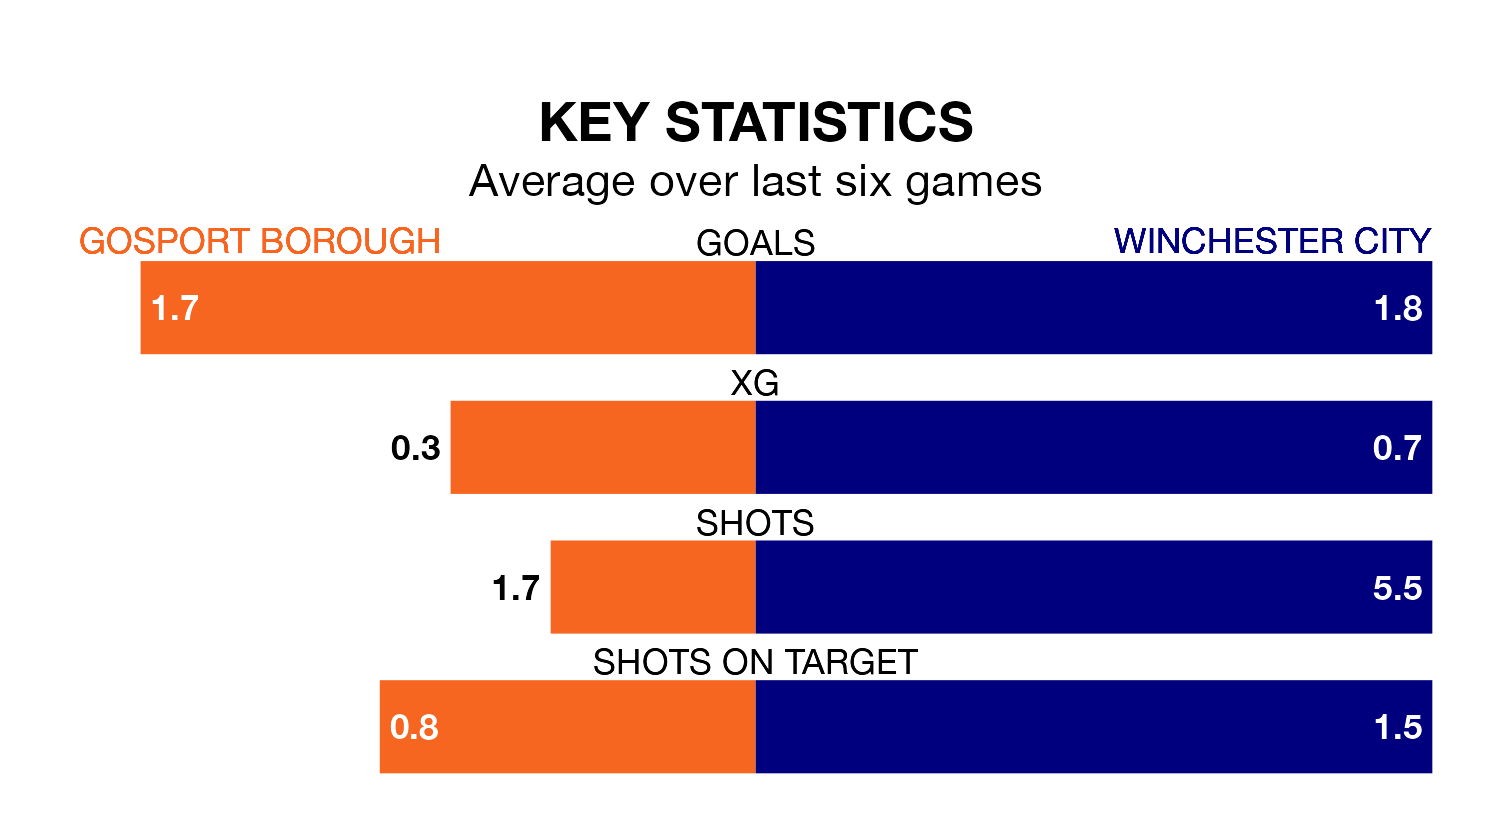 KEY STATISTICS
Average over last six games
GOSPORT BOROUGH GOALS WINCHESTER CITY
1.7 1.8
XG
0.3 0.7
SHOTS
1.7 5.5
SHOTS ON TARGET
0.8 1.5